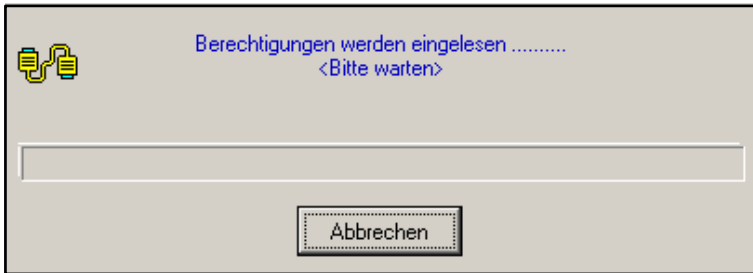 Berechtigungen werden eingelesen ..........
<Bitte warten>
Abbrechen